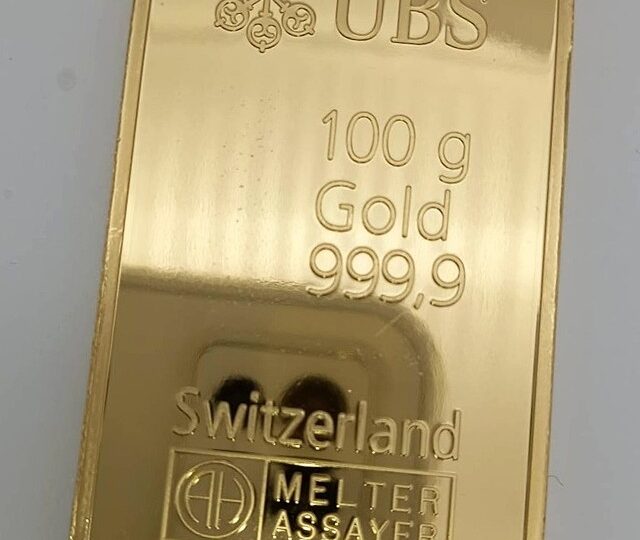 UBS
100 g
Gold
999,9
Switzerland
MELTER
ASSAYER